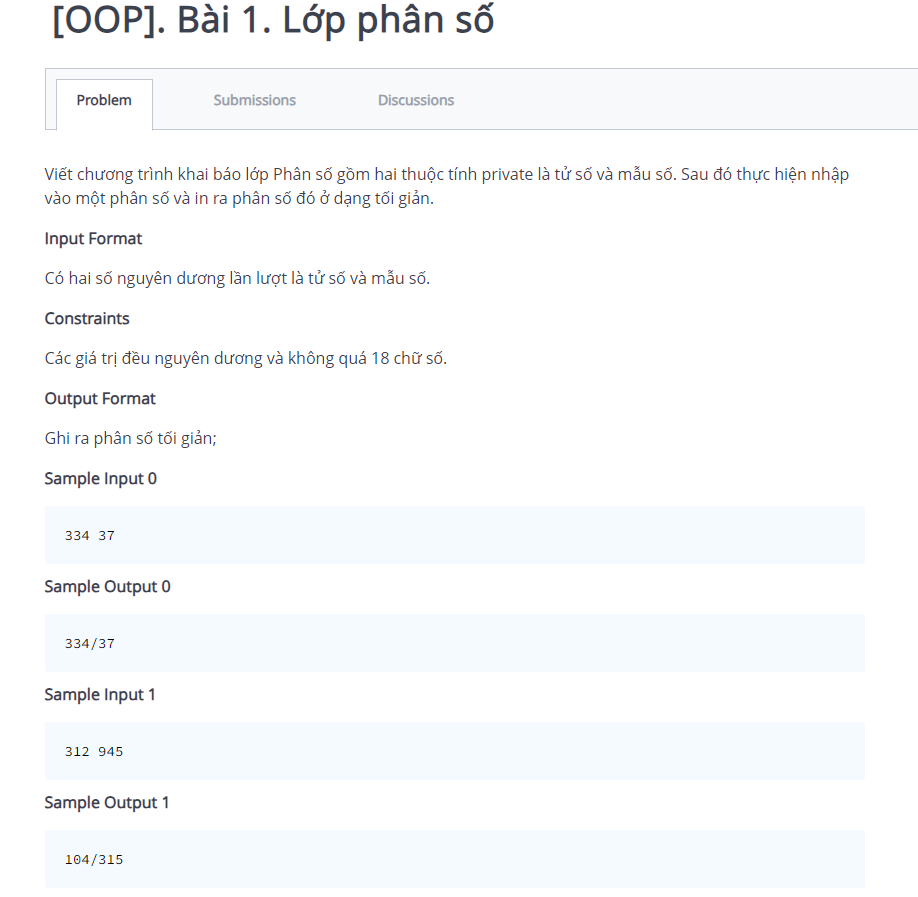 [OOP]. Bài 1. Lớp phân số
Problem
Submissions
Discussions
Viết chương trình khai báo lớp Phân số gồm hai thuộc tính private là tử số và mẫu số. Sau đó thực hiện nhập
vào một phân số và in ra phân số đó ở dạng tối giản.
Input Format
Có hai số nguyên dương lần lượt là tử số và mẫu số.
Constraints
Các giá trị đều nguyên dương và không quá 18 chữ số.
Output Format
Ghi ra phân số tối giản;
Sample Input 0
334 37
Sample Output 0
334/37
Sample Input 1
312 945
Sample Output 1
104/315